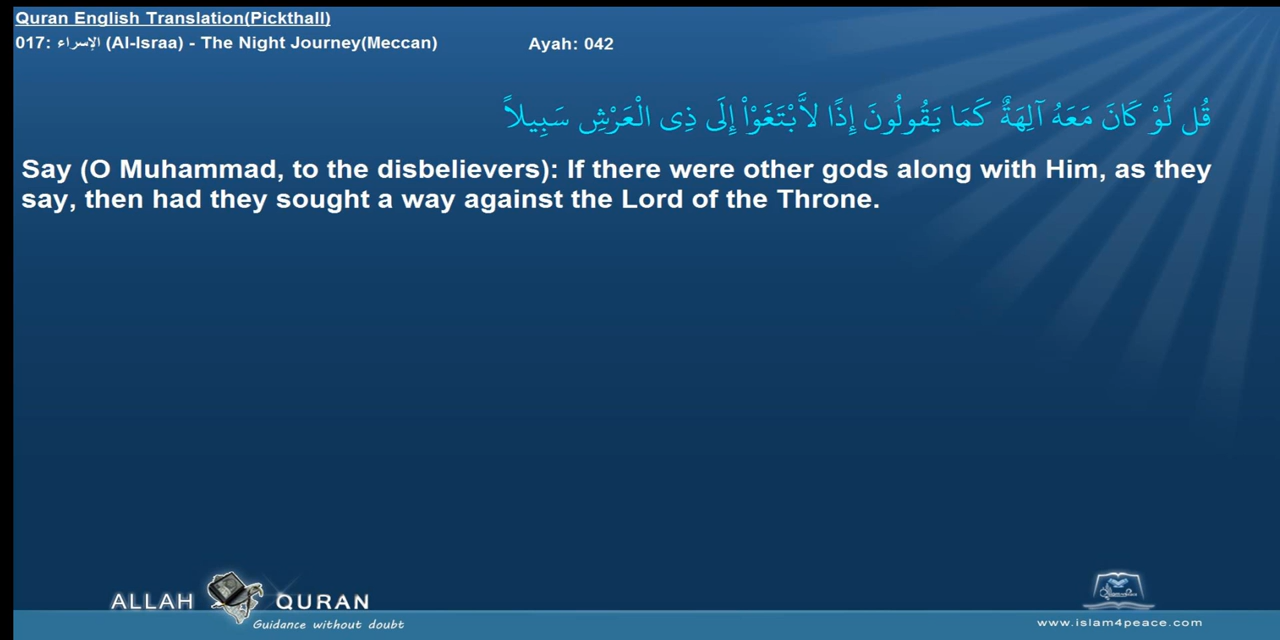 Quran English Translation(Pickthall)
017: الإسراء (Al-Israa) - The Night Journey(Meccan) Ayah: 042
قُل لَّوْ كَانَ مَعَهُ آلِهَةٌ كَمَا يَقُولُونَ إِذًا لاَّبْتَغَوْاْ إِلَى ذِى الْعَرْشِ سَبِيلاً
Say (O Muhammad, to the disbelievers): If there were other gods along with Him, as they
say, then had they sought a way against the Lord of the Throne.
ALLAH QURAN
Guidance without doubt
www.islam4peace.com